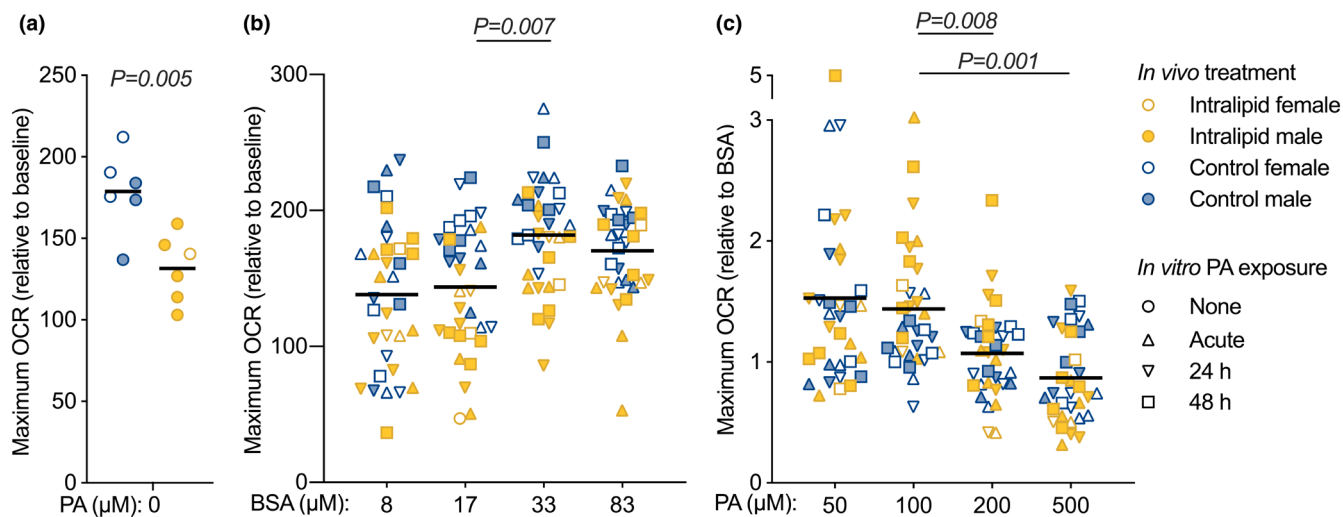 (a)
P=0.005
Maximum OCR (relative to baseline)
250
200
150
100
50
0
PA (μM): 0
(b)
P=0.007
Maximum OCR (relative to baseline)
300
200
100
0
BSA (μM): 8 17 33 83
(c)
P=0.008
P=0.001
Maximum OCR (relative to BSA)
5
3
2
1
0
PA (μM): 50 100 200 500
In vivo treatment
Intralipid female
Intralipid male
Control female
Control male
In vitro PA exposure
None
Acute
24 h
48 h